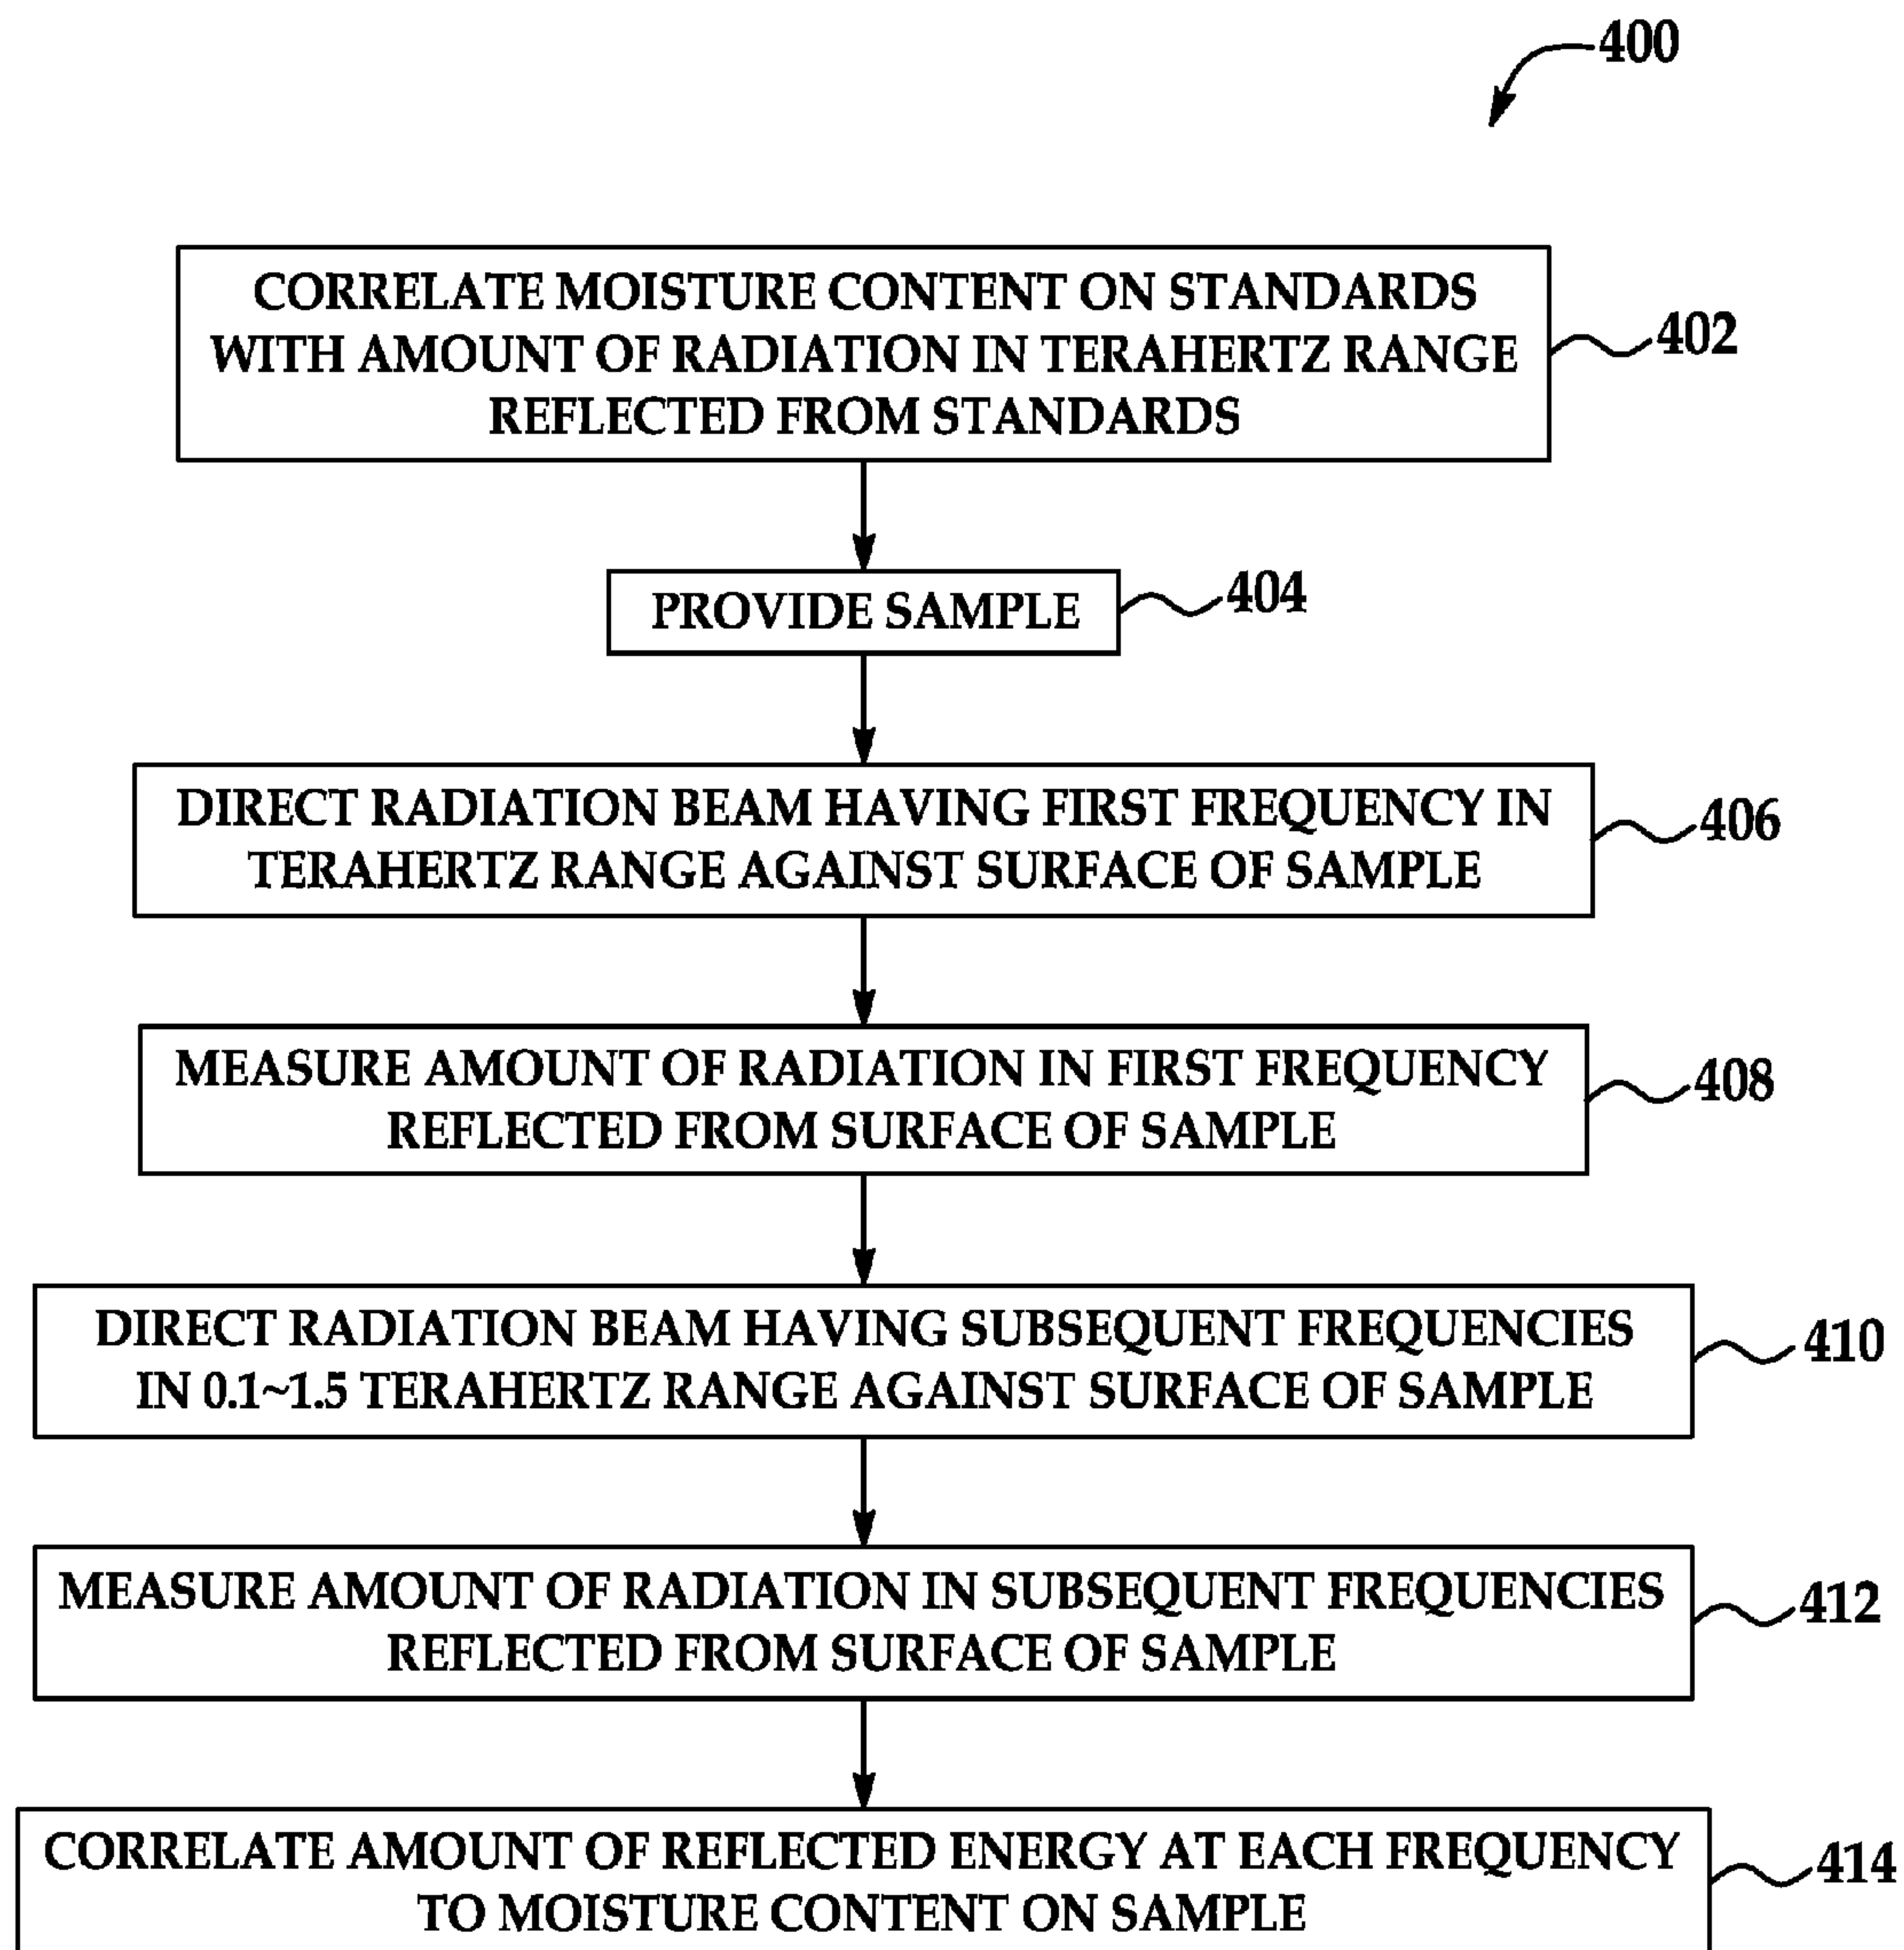 400
CORRELATE MOISTURE CONTENT ON STANDARDS
WITH AMOUNT OF RADIATION IN TERAHERTZ RANGE
REFLECTED FROM STANDARDS
402
PROVIDE SAMPLE
404
DIRECT RADIATION BEAM HAVING FIRST FREQUENCY IN
TERAHERTZ RANGE AGAINST SURFACE OF SAMPLE
406
MEASURE AMOUNT OF RADIATION IN FIRST FREQUENCY
REFLECTED FROM SURFACE OF SAMPLE
408
DIRECT RADIATION BEAM HAVING SUBSEQUENT FREQUENCIES
IN 0.1~1.5 TERAHERTZ RANGE AGAINST SURFACE OF SAMPLE
410
MEASURE AMOUNT OF RADIATION IN SUBSEQUENT FREQUENCIES
REFLECTED FROM SURFACE OF SAMPLE
412
CORRELATE AMOUNT OF REFLECTED ENERGY AT EACH FREQUENCY
TO MOISTURE CONTENT ON SAMPLE
414